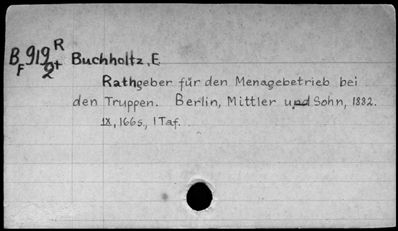 B 919 R Buchholtz, E.
F 2+
Rathgeber für den Menagebetrieb bei
den Truppen. Berlin, Mittler und Sohn, 1882.
IX, 166 S., 1 Taf.